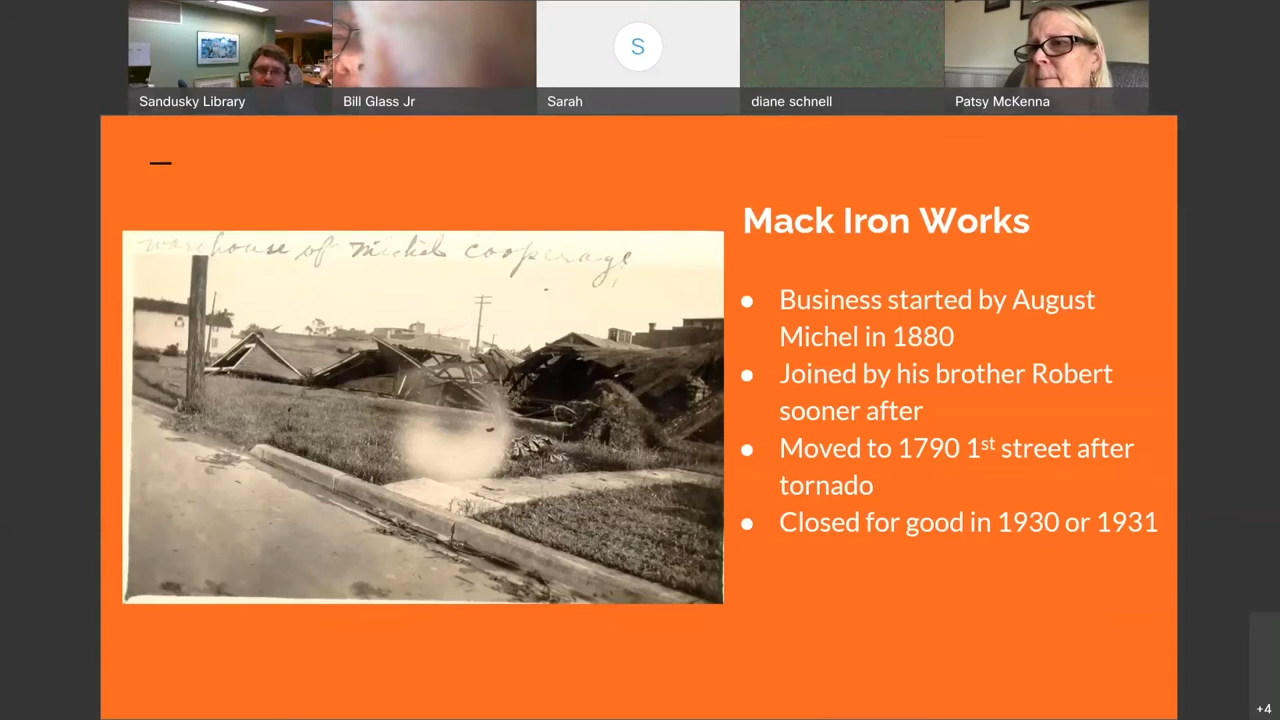 S
Sandusky Library
Bill Glass Jr
Sarah
diane schnell
Patsy McKenna
Mack Iron Works
warehouse of Michel cooperage
Business started by August
Michel in 1880
Joined by his brother Robert
sooner after
Moved to 1790 1st street after
tornado
Closed for good in 1930 or 1931
+4